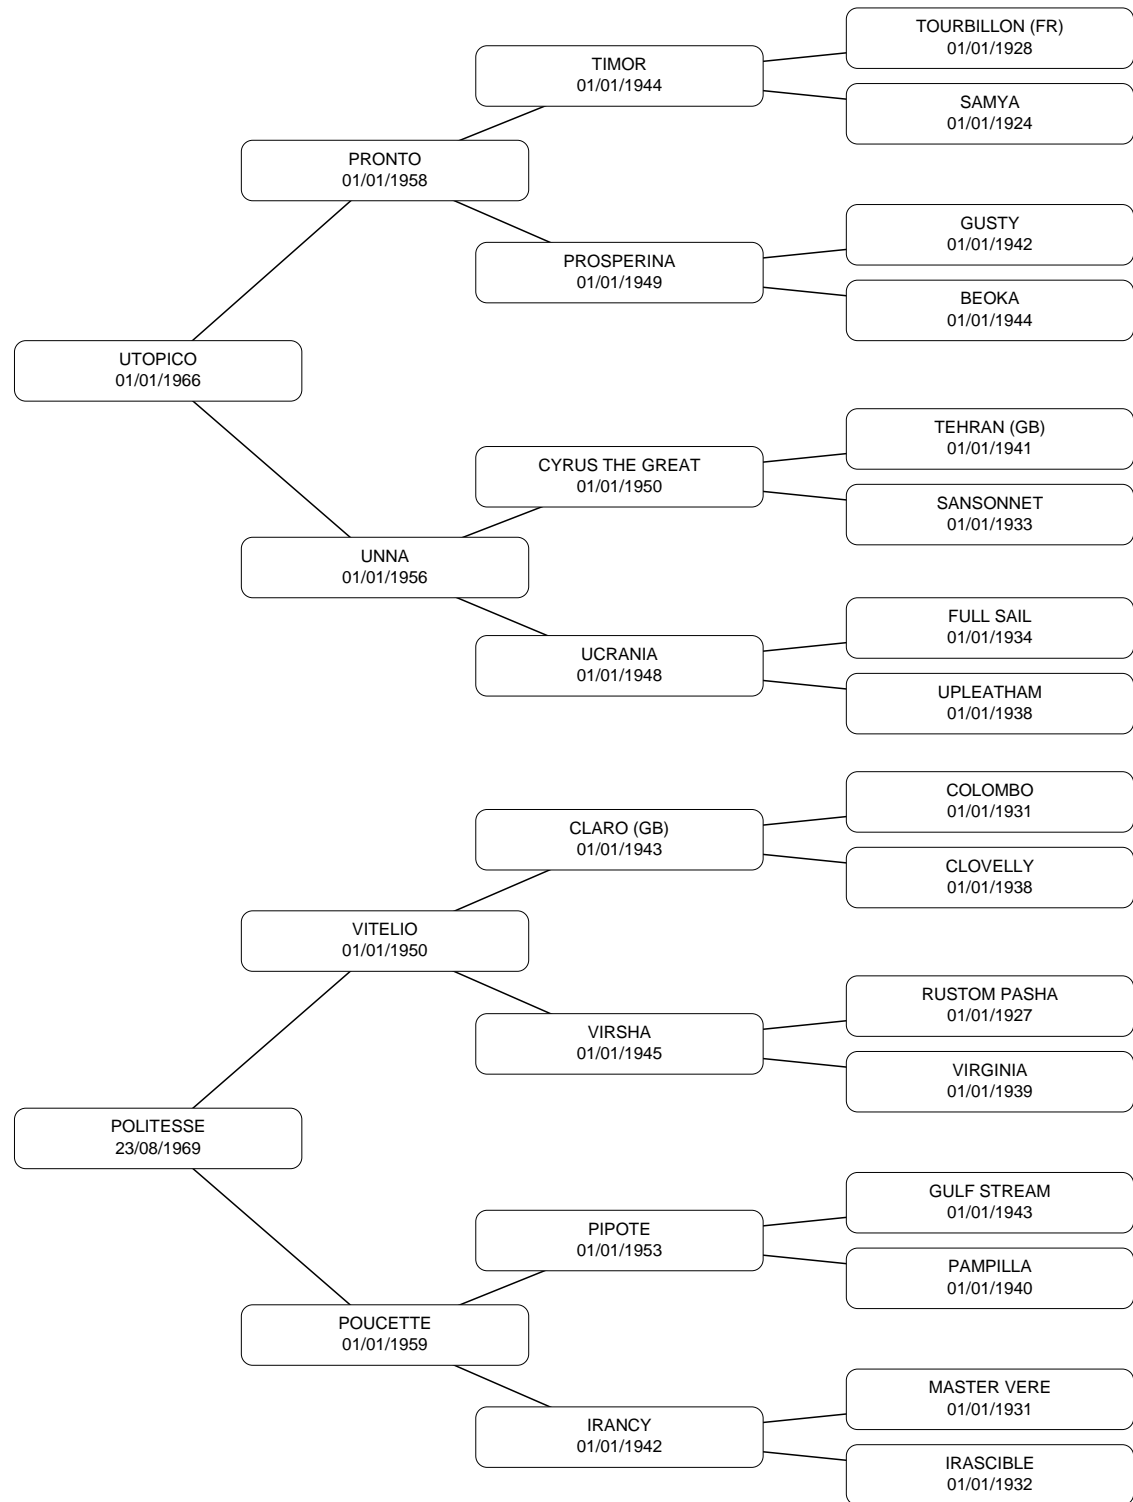 TOURBILLON (FR)
01/01/1928
TIMOR
01/01/1944
SAMYA
01/01/1924
PRONTO
01/01/1958
GUSTY
01/01/1942
PROSPERINA
01/01/1949
BEOKA
01/01/1944
UTOPICO
01/01/1966
TEHRAN (GB)
01/01/1941
CYRUS THE GREAT
01/01/1950
SANSONNET
01/01/1933
UNNA
01/01/1956
FULL SAIL
01/01/1934
UCRANIA
01/01/1948
UPLEATHAM
01/01/1938
COLOMBO
01/01/1931
CLARO (GB)
01/01/1943
CLOVELLY
01/01/1938
VITELIO
01/01/1950
RUSTOM PASHA
01/01/1927
VIRSHA
01/01/1945
VIRGINIA
01/01/1939
POLITESSE
23/08/1969
GULF STREAM
01/01/1943
PIPOTE
01/01/1953
PAMPILLA
01/01/1940
POUCETTE
01/01/1959
MASTER VERE
01/01/1931
IRANCY
01/01/1942
IRASCIBLE
01/01/1932